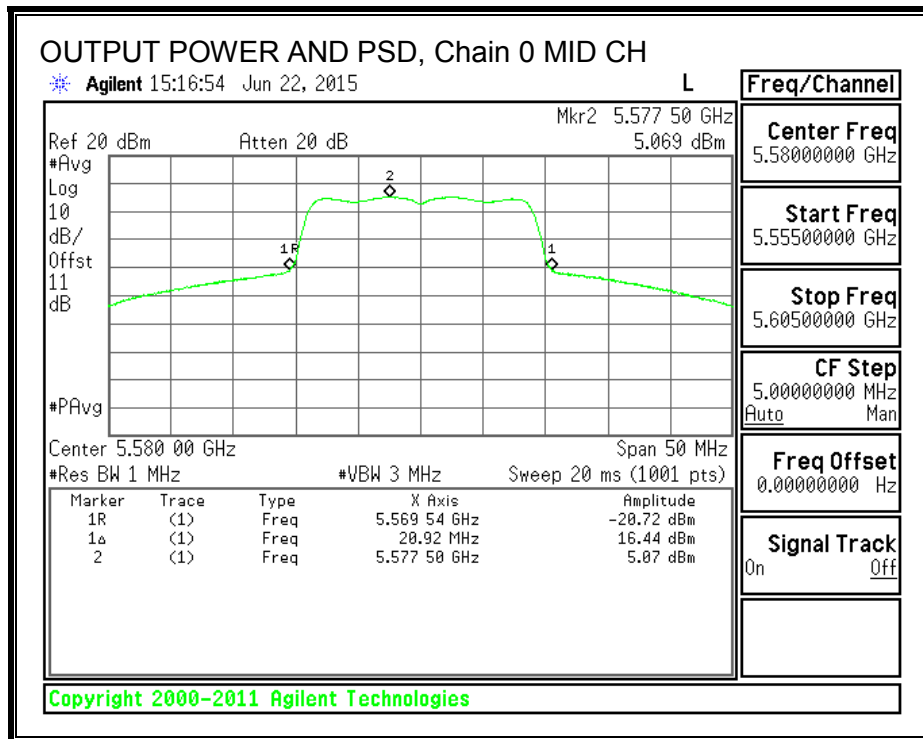 OUTPUT POWER AND PSD, Chain 0 MID CH
Agilent 15:16:54 Jun 22, 2015 L
Mkr2 5.577 50 GHz
Ref 20 dBm Atten 20 dB 5.069 dBm
#Avg
Log
10
dB/
Offst
11
dB
#PAvg
2
1R
1
Center 5.580 00 GHz Span 50 MHz
#Res BW 1 MHz #VBW 3 MHz Sweep 20 ms (1001 pts)
Marker Trace Type X Axis Amplitude
1R (1) Freq 5.569 54 GHz -20.72 dBm
1Δ (1) Freq 20.92 MHz 16.44 dBm
2 (1) Freq 5.577 50 GHz 5.07 dBm
Freq/Channel
Center Freq
5.58000000 GHz
Start Freq
5.55500000 GHz
Stop Freq
5.60500000 GHz
CF Step
5.00000000 MHz
Auto Man
Freq Offset
0.00000000 Hz
Signal Track
On Off
Copyright 2000-2011 Agilent Technologies